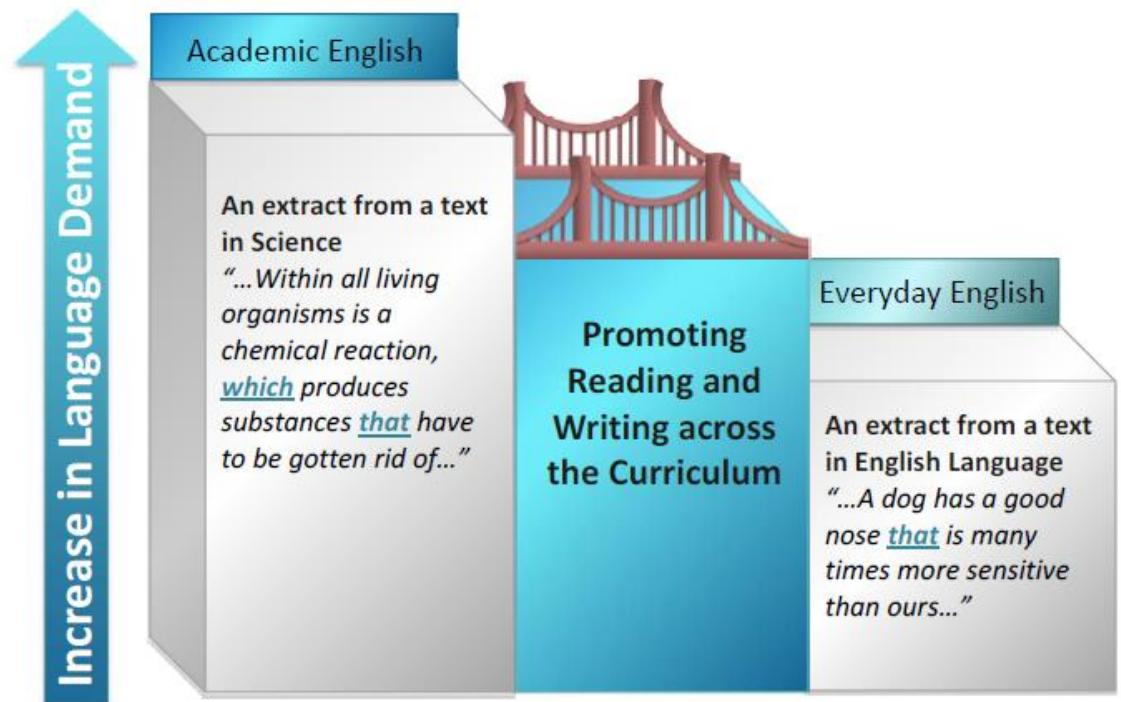 Increase in Language Demand
Academic English
An extract from a text
in Science
“…Within all living
organisms is a
chemical reaction,
which produces
substances that have
to be gotten rid of…”
Promoting
Reading and
Writing across
the Curriculum
Everyday English
An extract from a text
in English Language
“…A dog has a good
nose that is many
times more sensitive
than ours…”